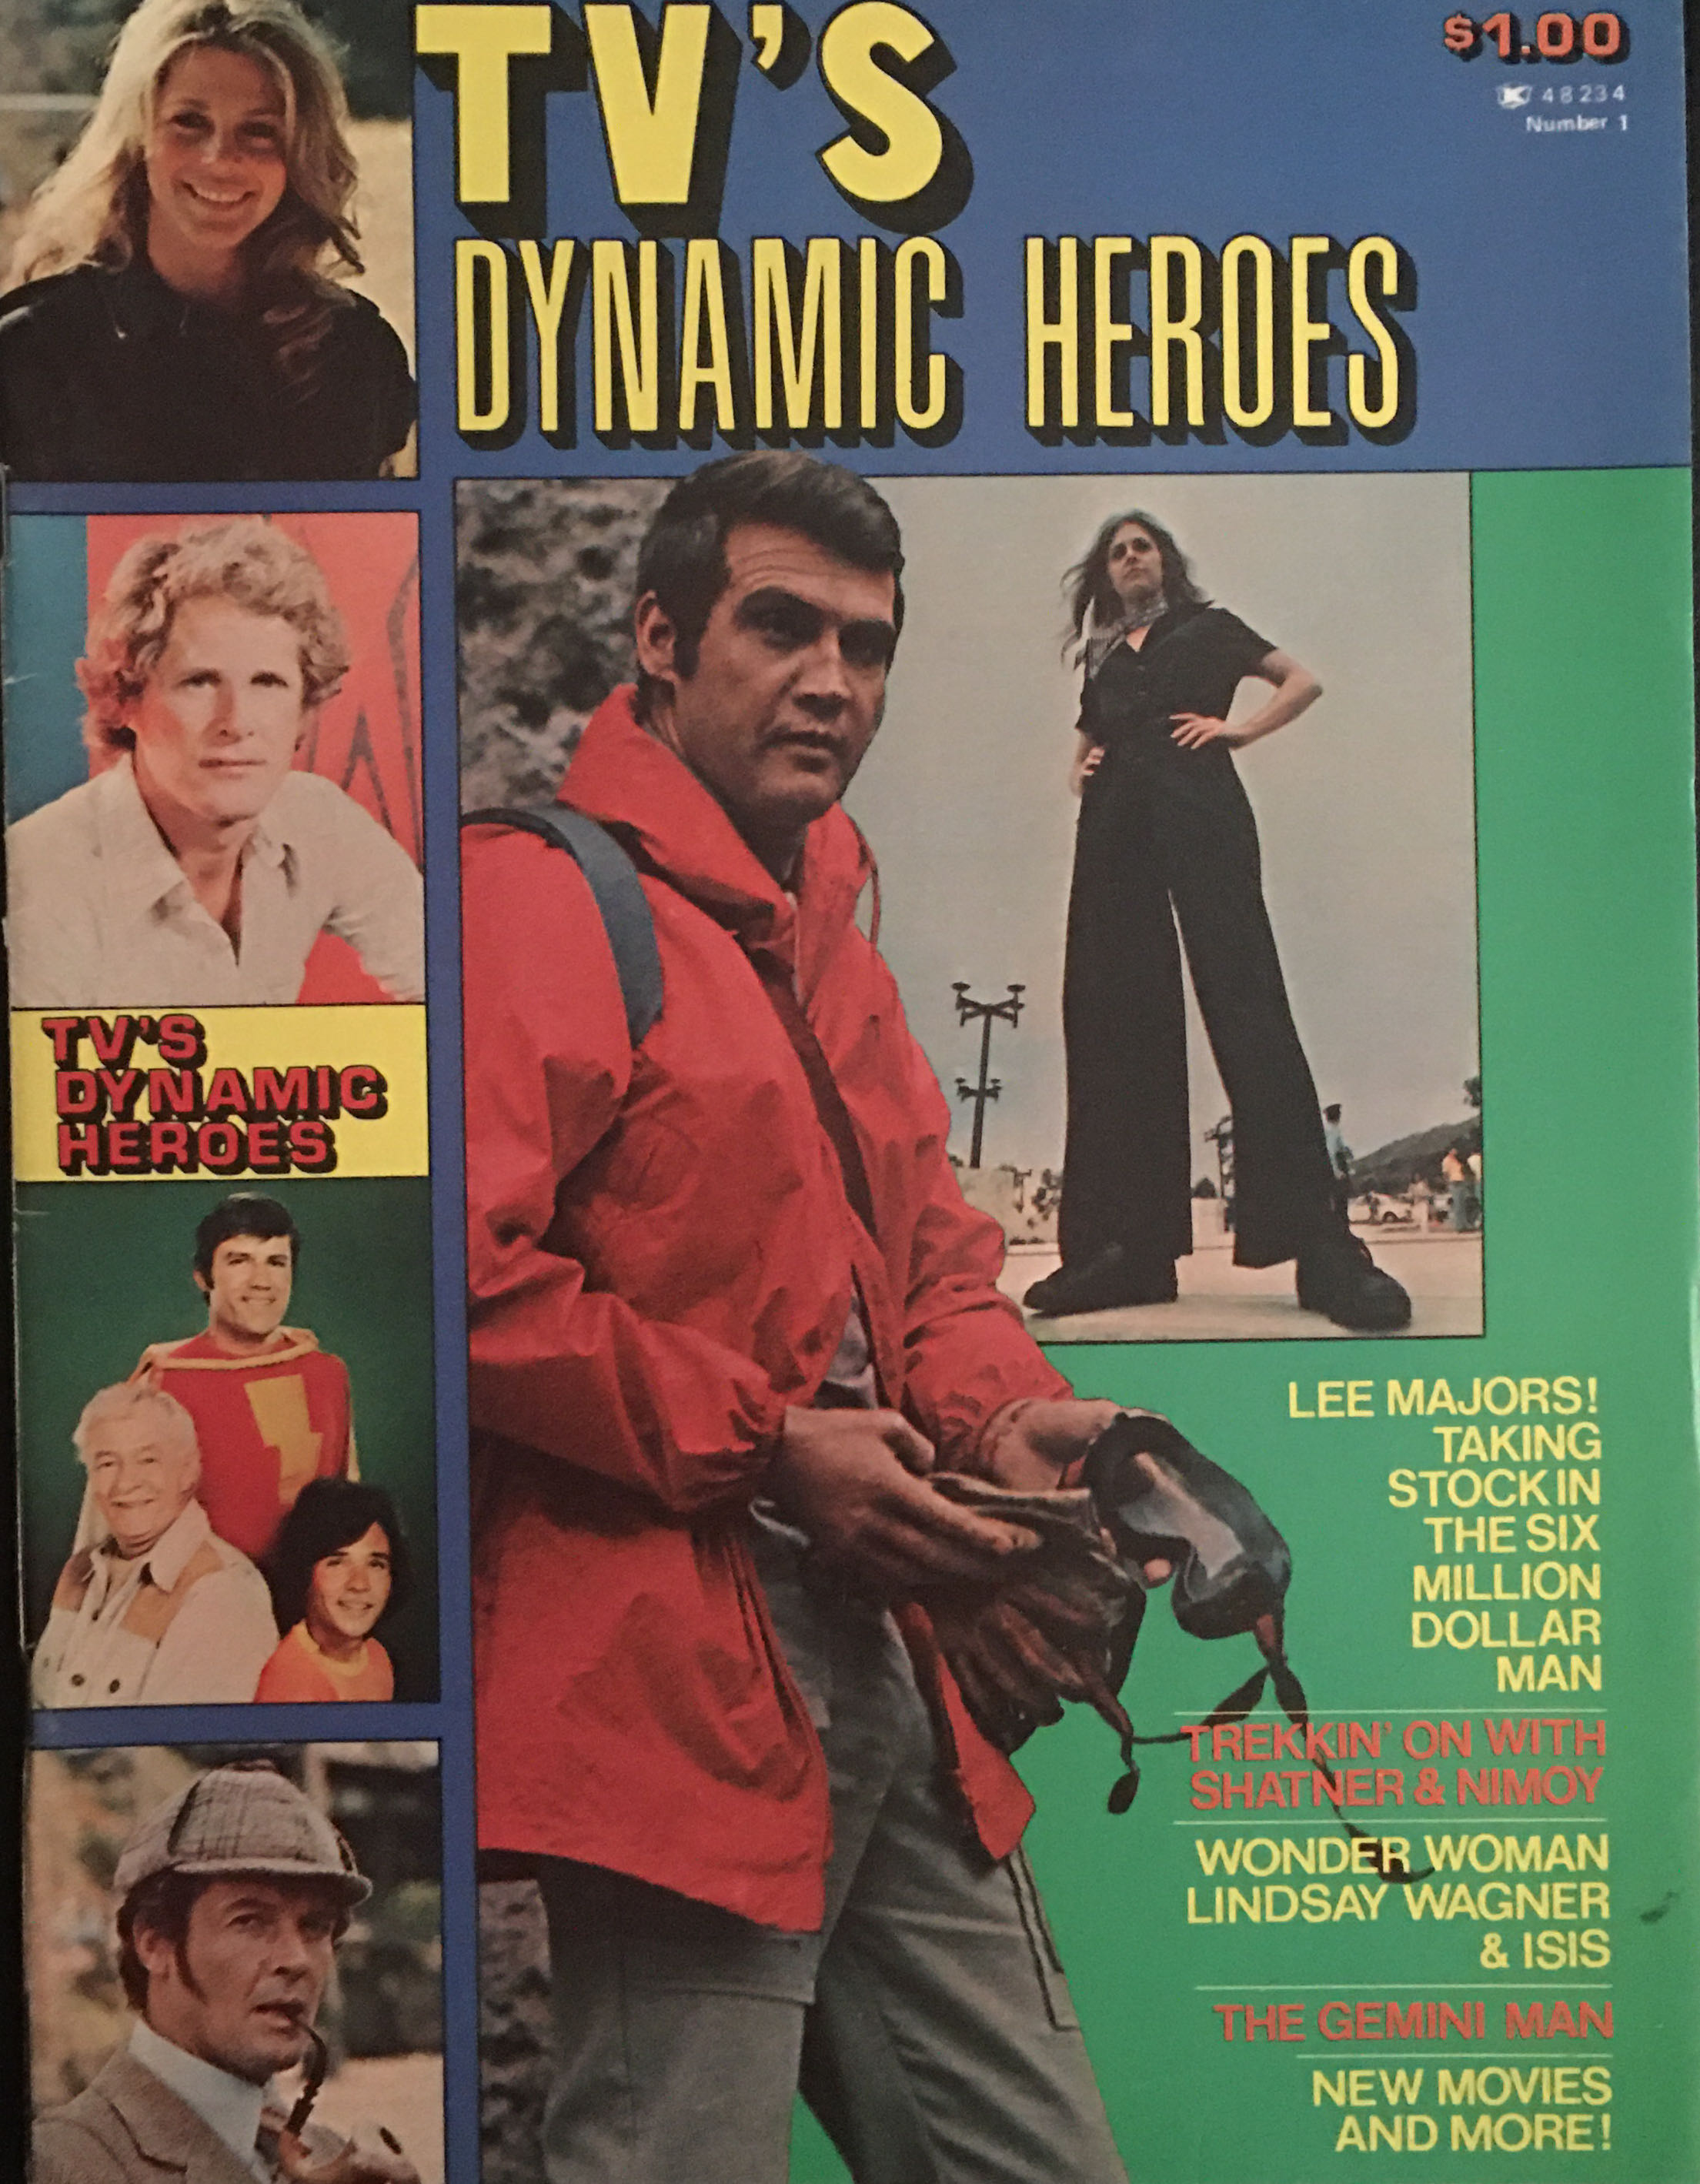 TV'S
DYNAMIC HEROES
$1.00
48234
Number 1
TV'S
DYNAMIC
HEROES
LEE MAJORS!
TAKING
STOCK IN
THE SIX
MILLION
DOLLAR
MAN
TREKKIN' ON WITH
SHATNER & NIMOY
WONDER WOMAN
LINDSAY WAGNER
& ISIS
THE GEMINI MAN
NEW MOVIES
AND MORE!